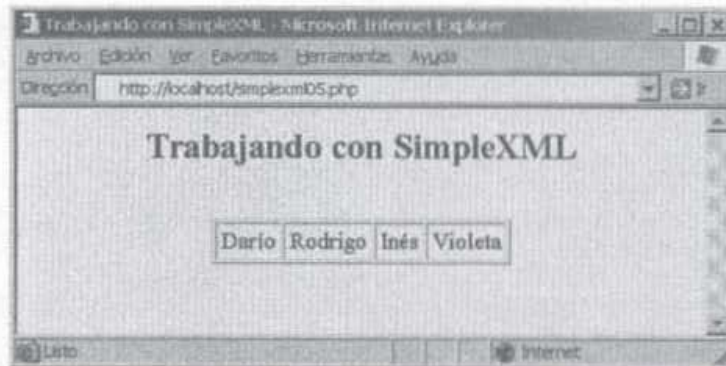 Trabajando con SimpleXML - Microsoft Internet Explorer
Archivo Edición Ver Favoritos Herramientas Ayuda
Dirección http://localhost/simplexml05.php Ir
Trabajando con SimpleXML
Darío Rodrigo Inés Violeta
Listo Internet